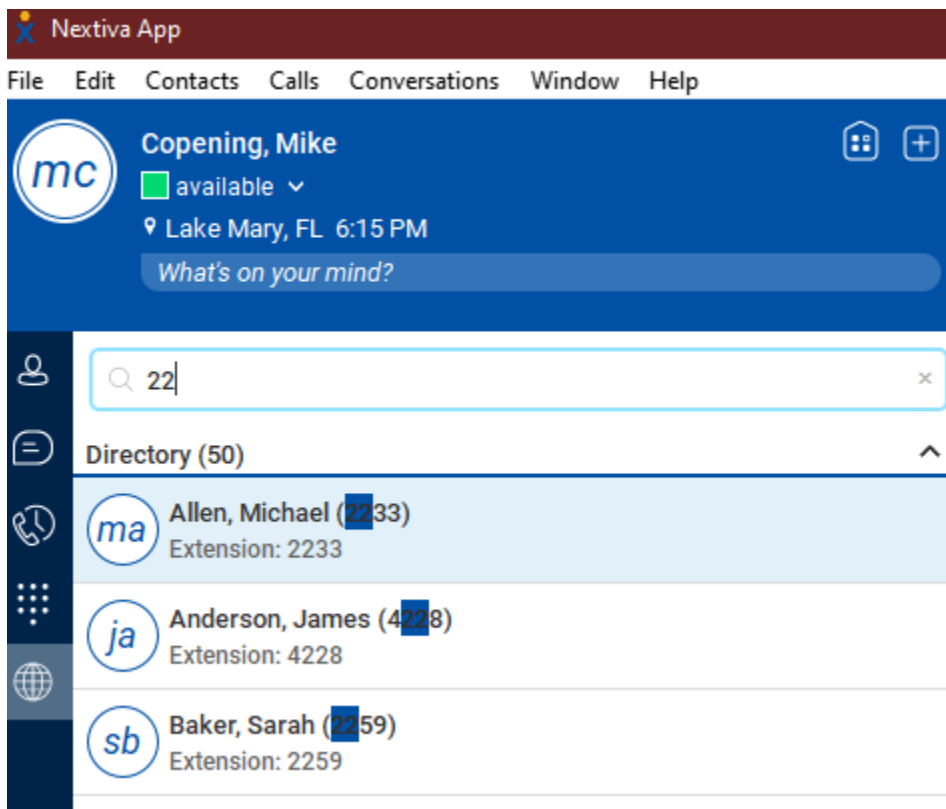 Nextiva App
File Edit Contacts Calls Conversations Window Help
mc
Copening, Mike
available
Lake Mary, FL 6:15 PM
What's on your mind?
22
Directory (50)
ma
Allen, Michael (2233)
Extension: 2233
ja
Anderson, James (4228)
Extension: 4228
sb
Baker, Sarah (2259)
Extension: 2259